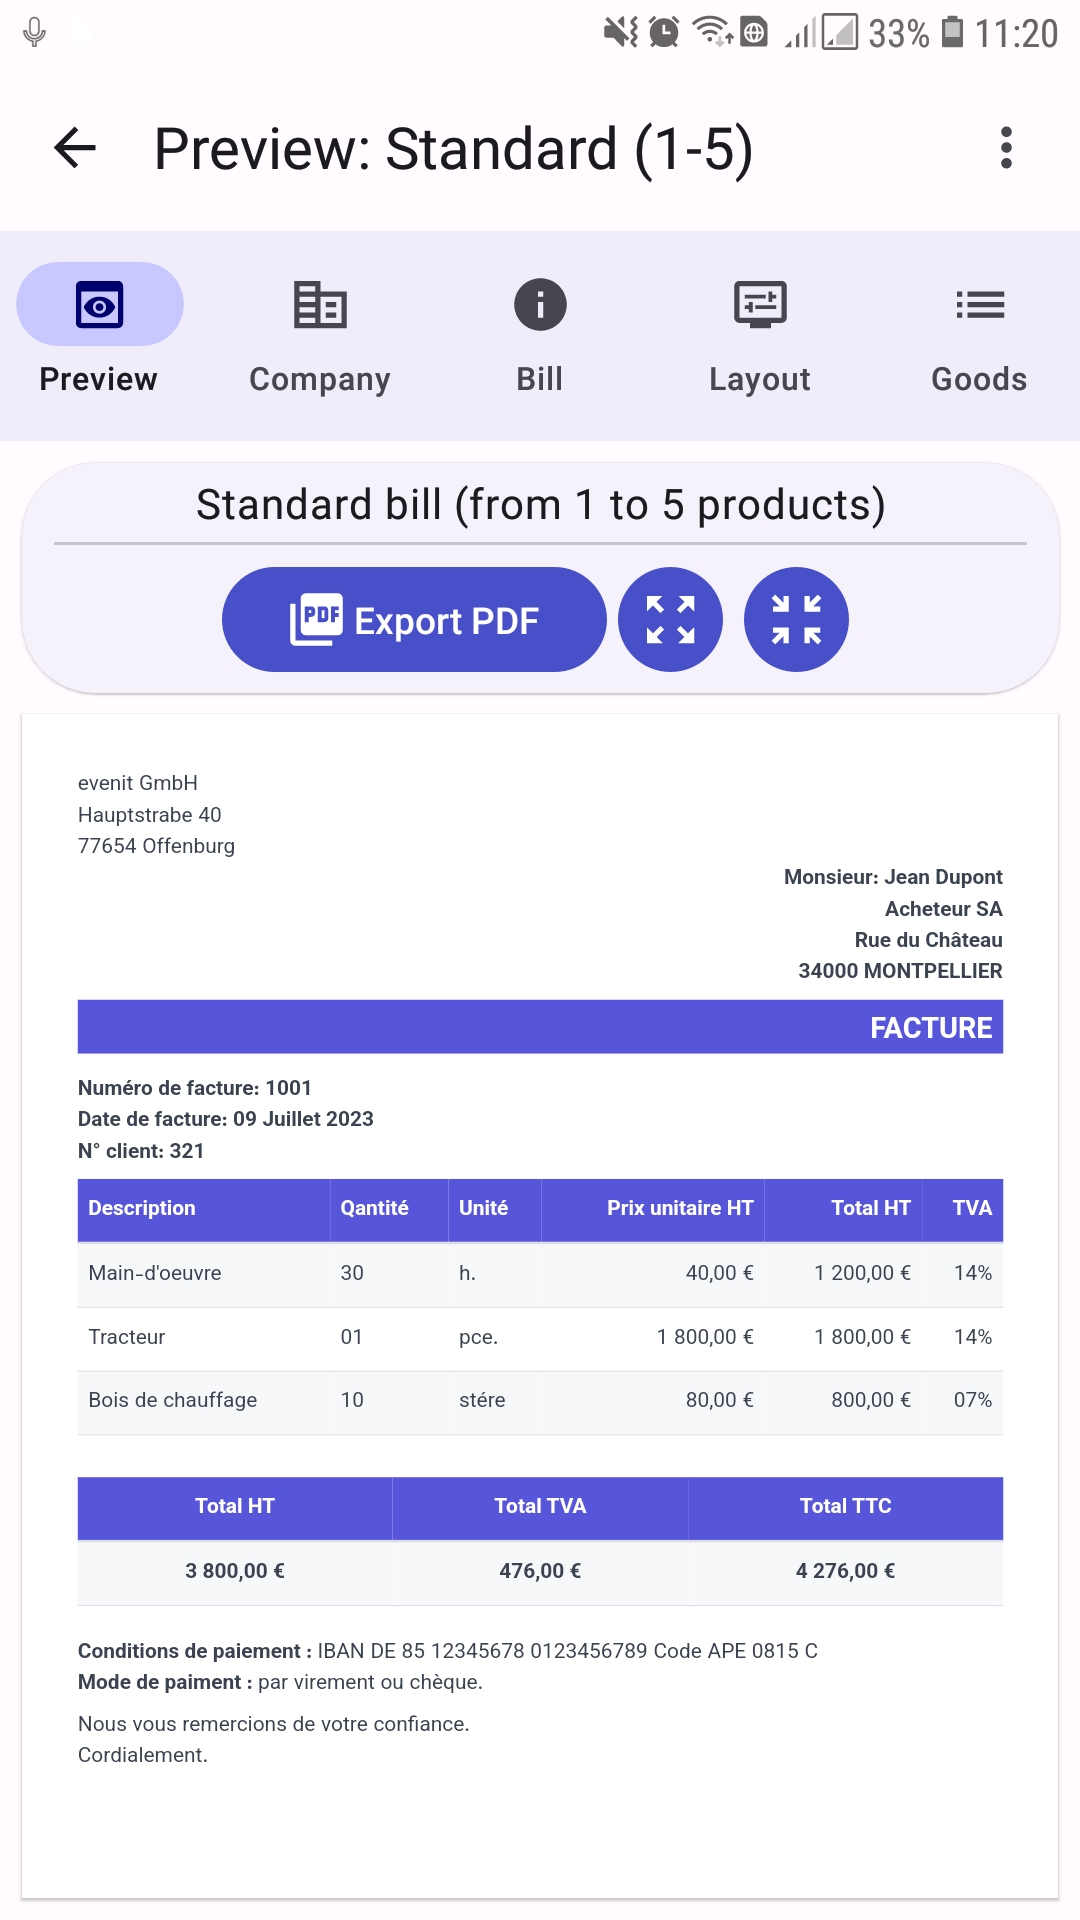 33% 11:20
Preview: Standard (1-5)
Preview Company Bill Layout Goods
Standard bill (from 1 to 5 products)
PDF Export PDF
evenit GmbH
Hauptstrabe 40
77654 Offenburg
Monsieur: Jean Dupont
Acheteur SA
Rue du Château
34000 MONTPELLIER
FACTURE
Numéro de facture: 1001
Date de facture: 09 Juillet 2023
N° client: 321
Description Qantité Unité Prix unitaire HT Total HT TVA
Main-d'oeuvre 30 h. 40,00 € 1 200,00 € 14%
Tracteur 01 pce. 1 800,00 € 1 800,00 € 14%
Bois de chauffage 10 stére 80,00 € 800,00 € 07%
Total HT Total TVA Total TTC
3 800,00 € 476,00 € 4 276,00 €
Conditions de paiement : IBAN DE 85 12345678 0123456789 Code APE 0815 C
Mode de paiment : par virement ou chèque.
Nous vous remercions de votre confiance.
Cordialement.